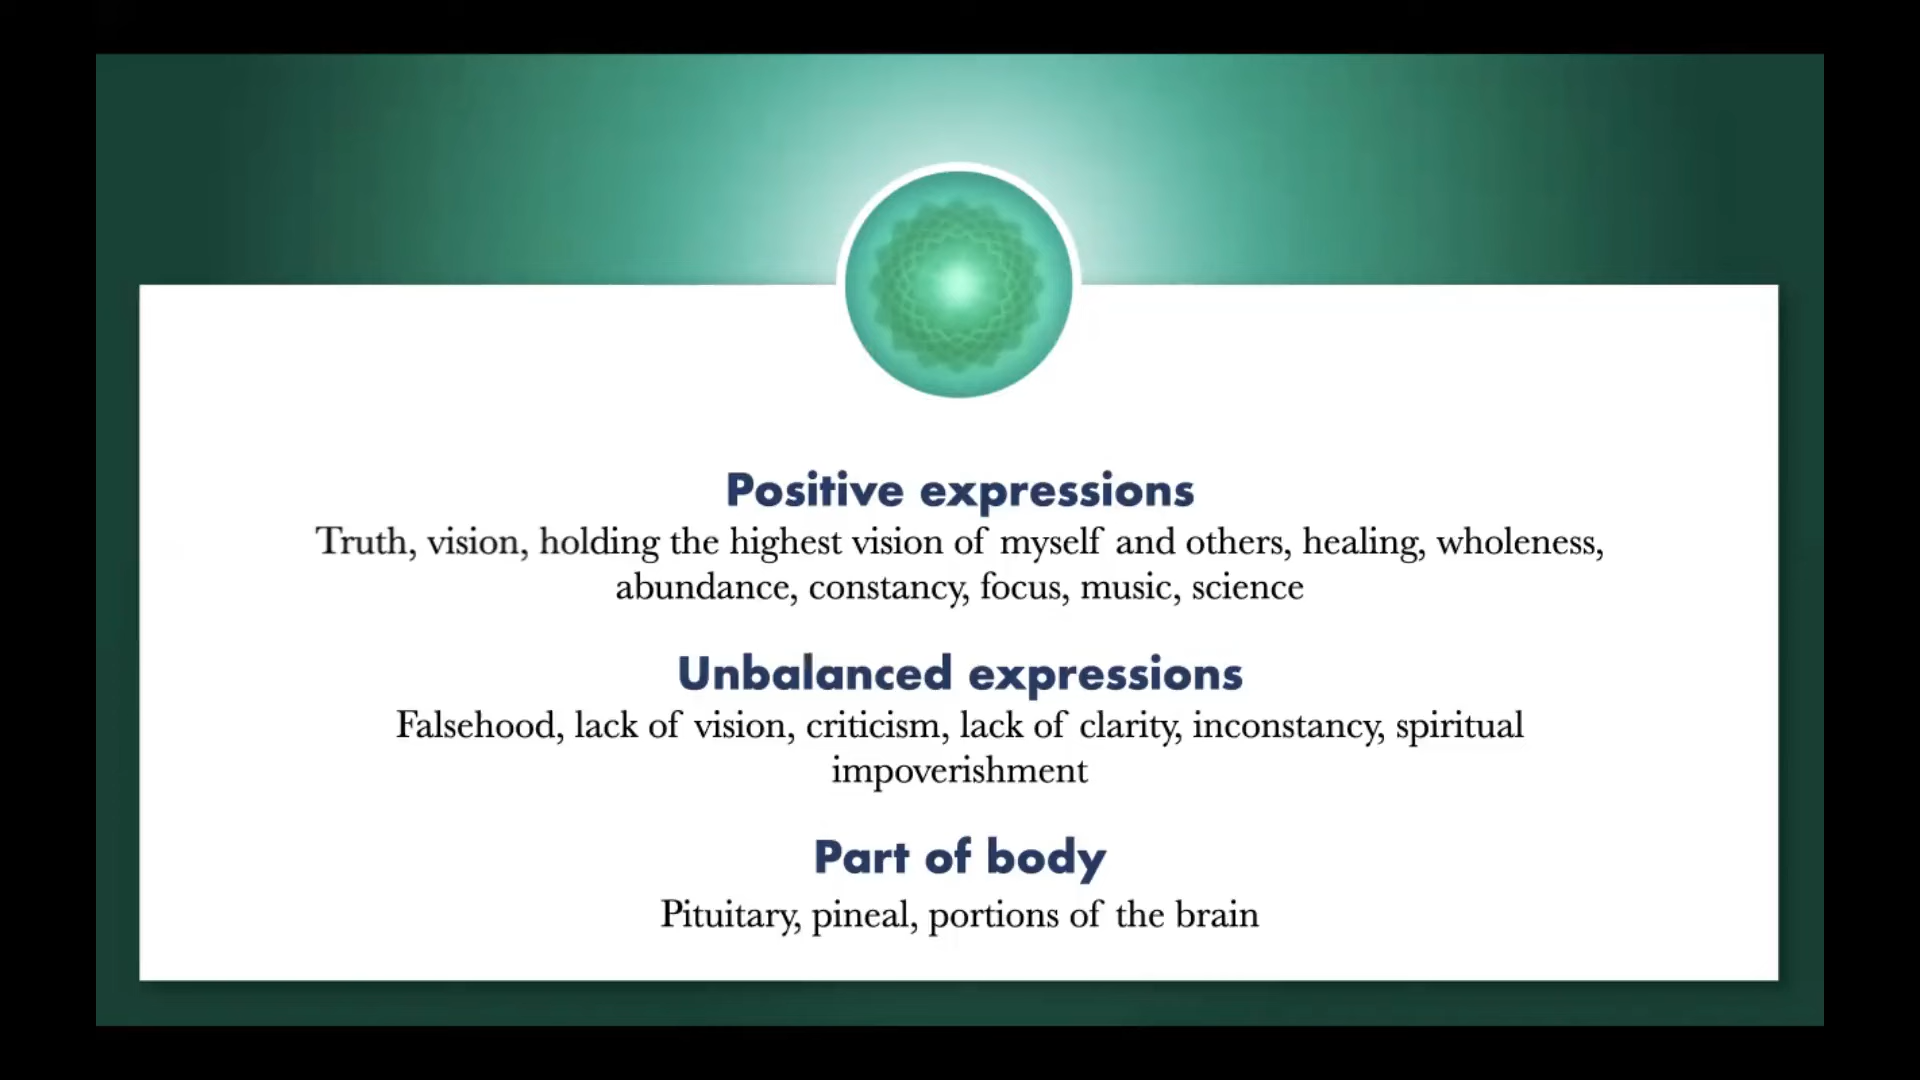 Positive expressions
Truth, vision, holding the highest vision of myself and others, healing, wholeness,
abundance, constancy, focus, music, science
Unbalanced expressions
Falsehood, lack of vision, criticism, lack of clarity, inconstancy, spiritual
impoverishment
Part of body
Pituitary, pineal, portions of the brain